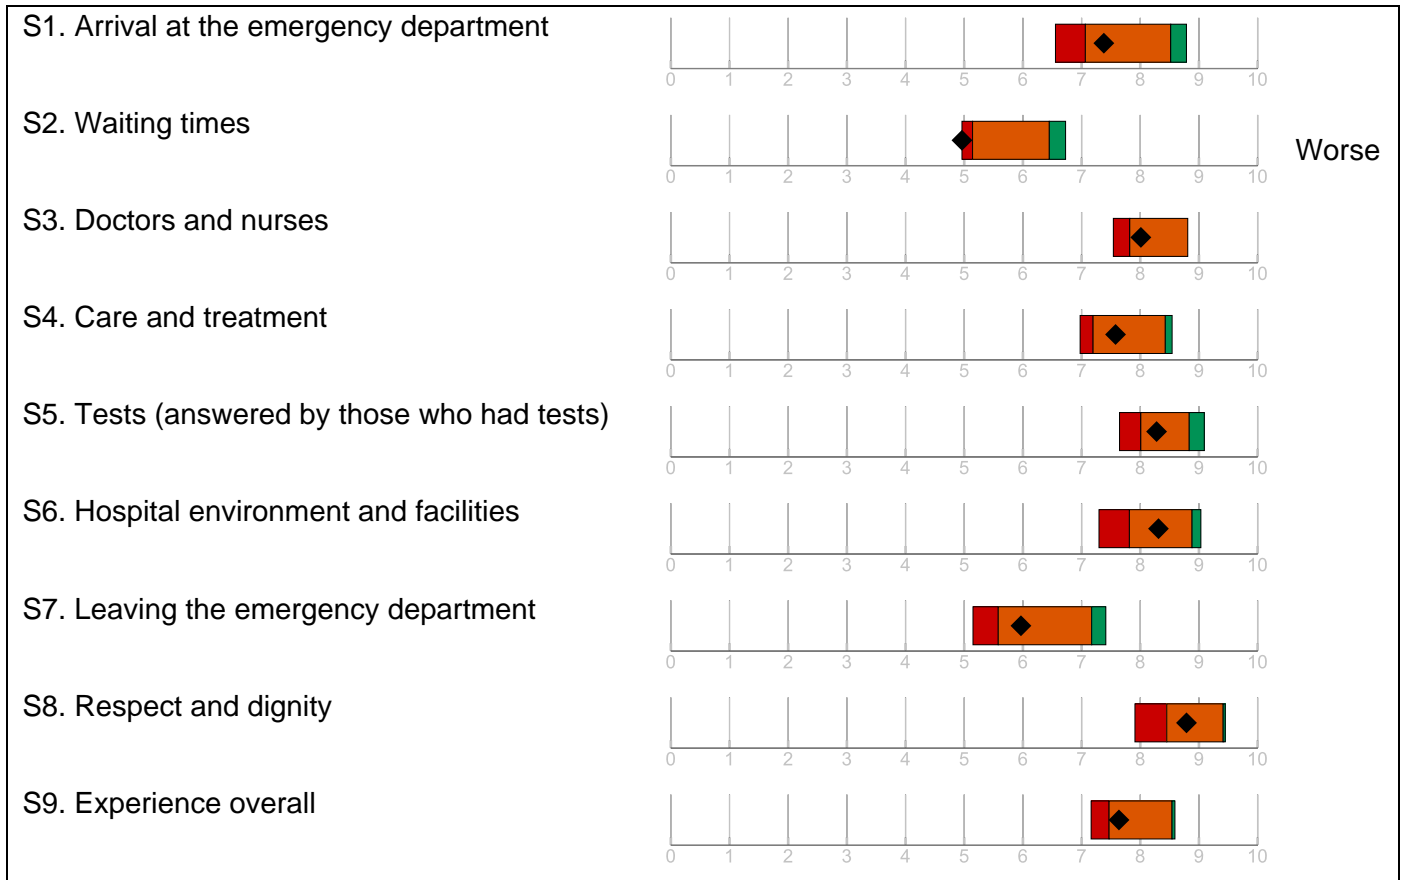 S1. Arrival at the emergency department
0 1 2 3 4 5 6 7 8 9 10
S2. Waiting times
Worse
0 1 2 3 4 5 6 7 8 9 10
S3. Doctors and nurses
0 1 2 3 4 5 6 7 8 9 10
S4. Care and treatment
0 1 2 3 4 5 6 7 8 9 10
S5. Tests (answered by those who had tests)
0 1 2 3 4 5 6 7 8 9 10
S6. Hospital environment and facilities
0 1 2 3 4 5 6 7 8 9 10
S7. Leaving the emergency department
0 1 2 3 4 5 6 7 8 9 10
S8. Respect and dignity
0 1 2 3 4 5 6 7 8 9 10
S9. Experience overall
0 1 2 3 4 5 6 7 8 9 10